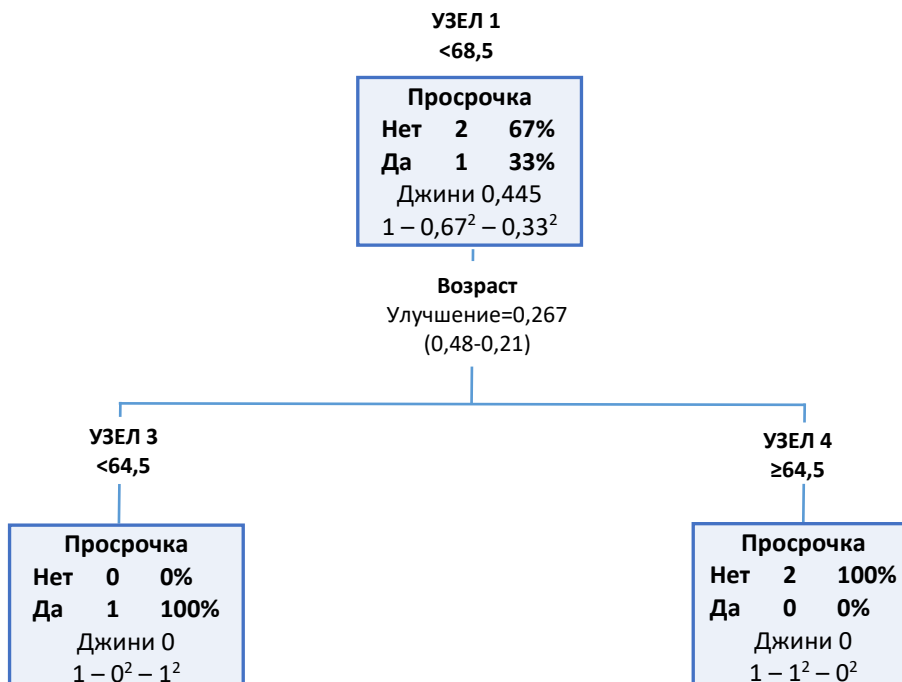 УЗЕЛ 1
<68,5
Просрочка
Нет 2 67%
Да 1 33%
Джини 0,445
1 – 0,67² – 0,33²
Возраст
Улучшение=0,267
(0,48-0,21)
УЗЕЛ 3
<64,5
Просрочка
Нет 0 0%
Да 1 100%
Джини 0
1 – 0² – 1²
УЗЕЛ 4
≥64,5
Просрочка
Нет 2 100%
Да 0 0%
Джини 0
1 – 1² – 0²